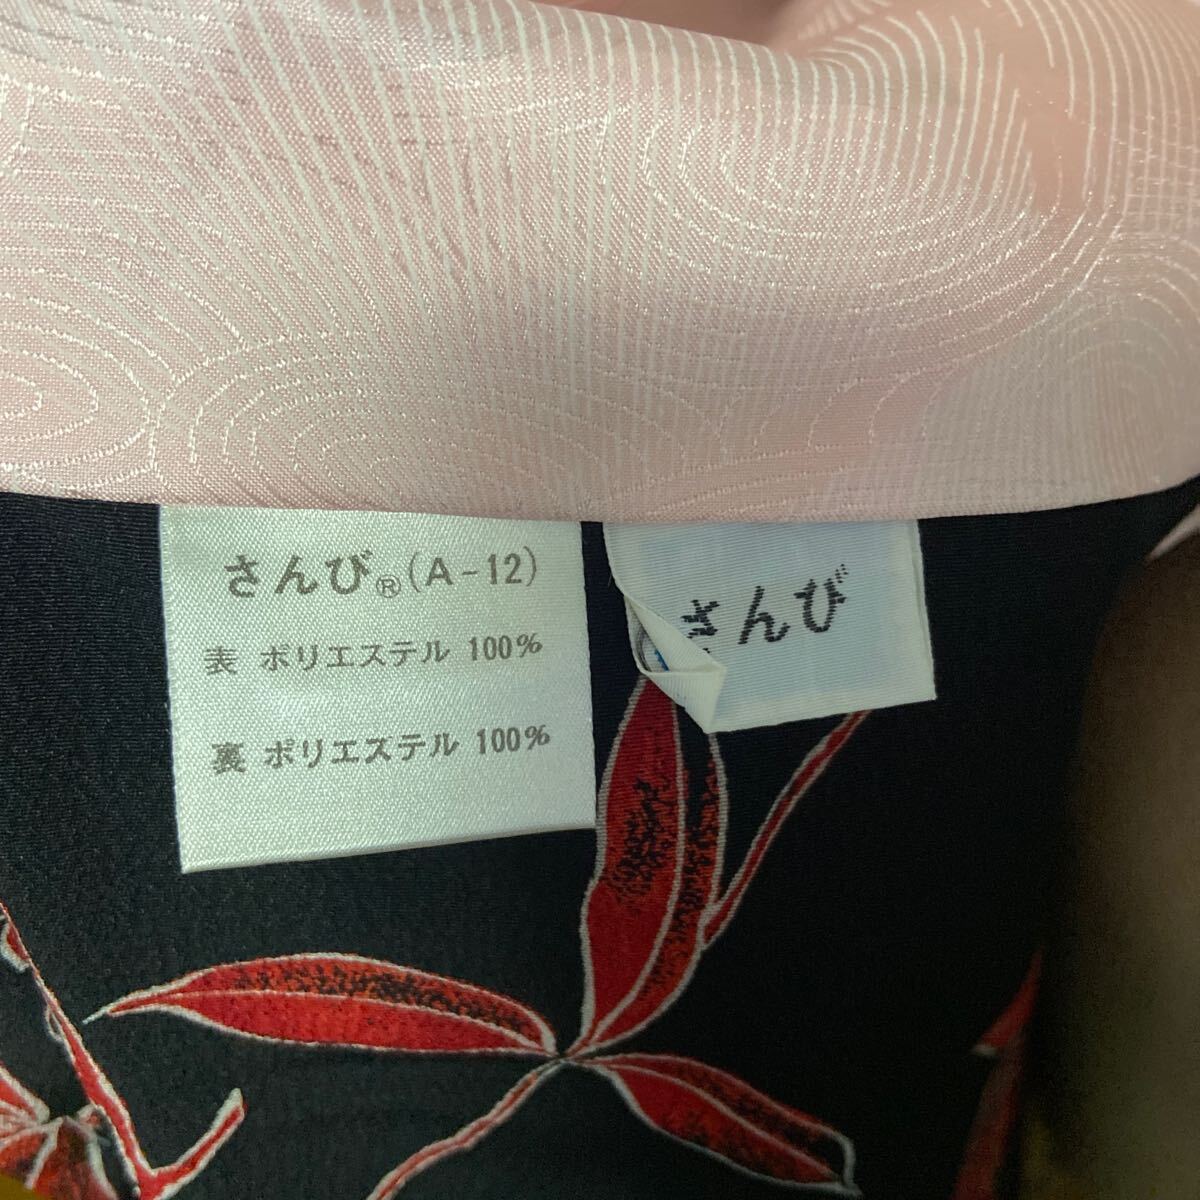 さんび®(A-12)
表 ポリエステル 100%
裏 ポリエステル 100%
さんび